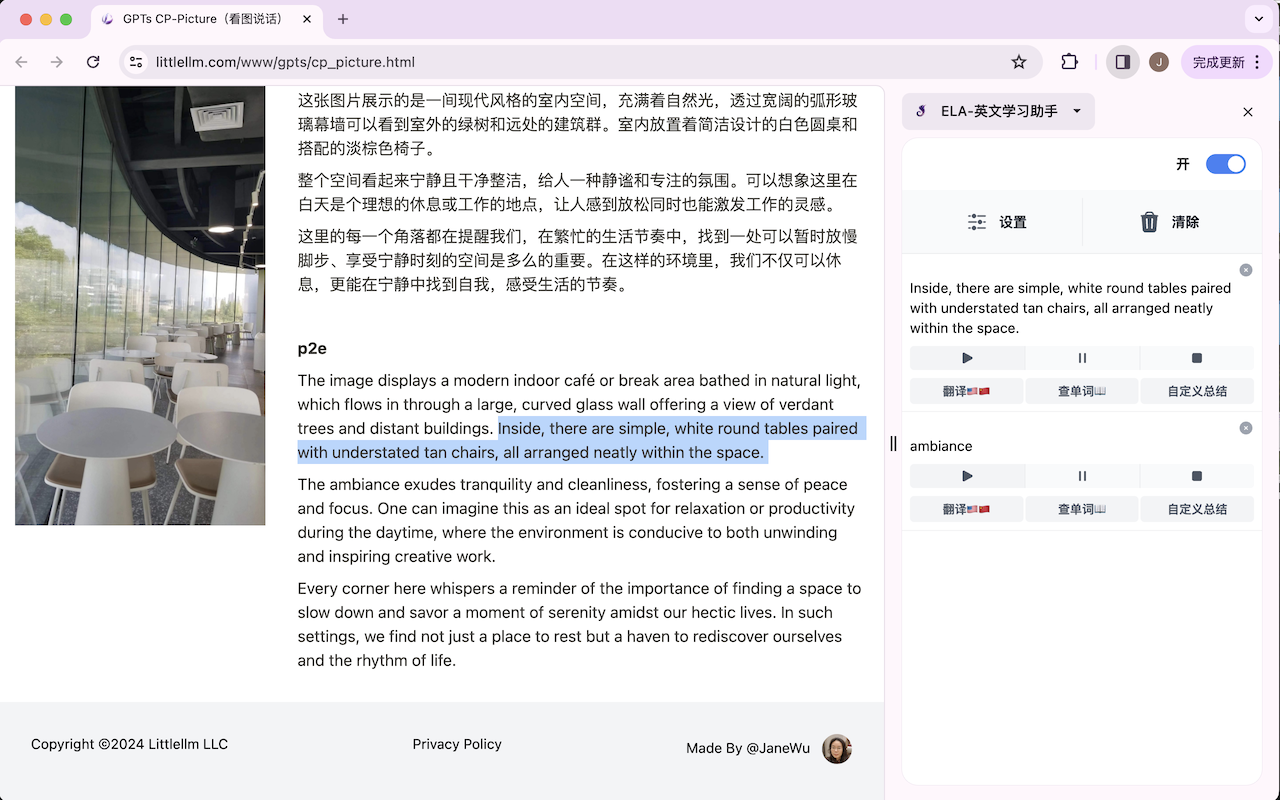 GPTs CP-Picture（看图说话）
littlellm.com/www/gpts/cp_picture.html
J
完成更新
这张图片展示的是一间现代风格的室内空间，充满着自然光，透过宽阔的弧形玻
璃幕墙可以看到室外的绿树和远处的建筑群。室内放置着简洁设计的白色圆桌和
搭配的淡棕色椅子。
整个空间看起来宁静且干净整洁，给人一种静谧和专注的氛围。可以想象这里在
白天是个理想的休息或工作的地点，让人感到放松同时也能激发工作的灵感。
这里的每一个角落都在提醒我们，在繁忙的生活节奏中，找到一处可以暂时放慢
脚步、享受宁静时刻的空间是多么的重要。在这样的环境里，我们不仅可以休
息，更能在宁静中找到自我，感受生活的节奏。
p2e
The image displays a modern indoor café or break area bathed in natural light,
which flows in through a large, curved glass wall offering a view of verdant
trees and distant buildings. Inside, there are simple, white round tables paired
with understated tan chairs, all arranged neatly within the space.
The ambiance exudes tranquility and cleanliness, fostering a sense of peace
and focus. One can imagine this as an ideal spot for relaxation or productivity
during the daytime, where the environment is conducive to both unwinding
and inspiring creative work.
Every corner here whispers a reminder of the importance of finding a space to
slow down and savor a moment of serenity amidst our hectic lives. In such
settings, we find not just a place to rest but a haven to rediscover ourselves
and the rhythm of life.
Copyright ©2024 Littlellm LLC
Privacy Policy
Made By @JaneWu
ELA-英文学习助手
开
设置
清除
Inside, there are simple, white round tables paired
with understated tan chairs, all arranged neatly
within the space.
翻译🇺🇸🇨🇳 查单词📖 自定义总结
ambiance
翻译🇺🇸🇨🇳 查单词📖 自定义总结